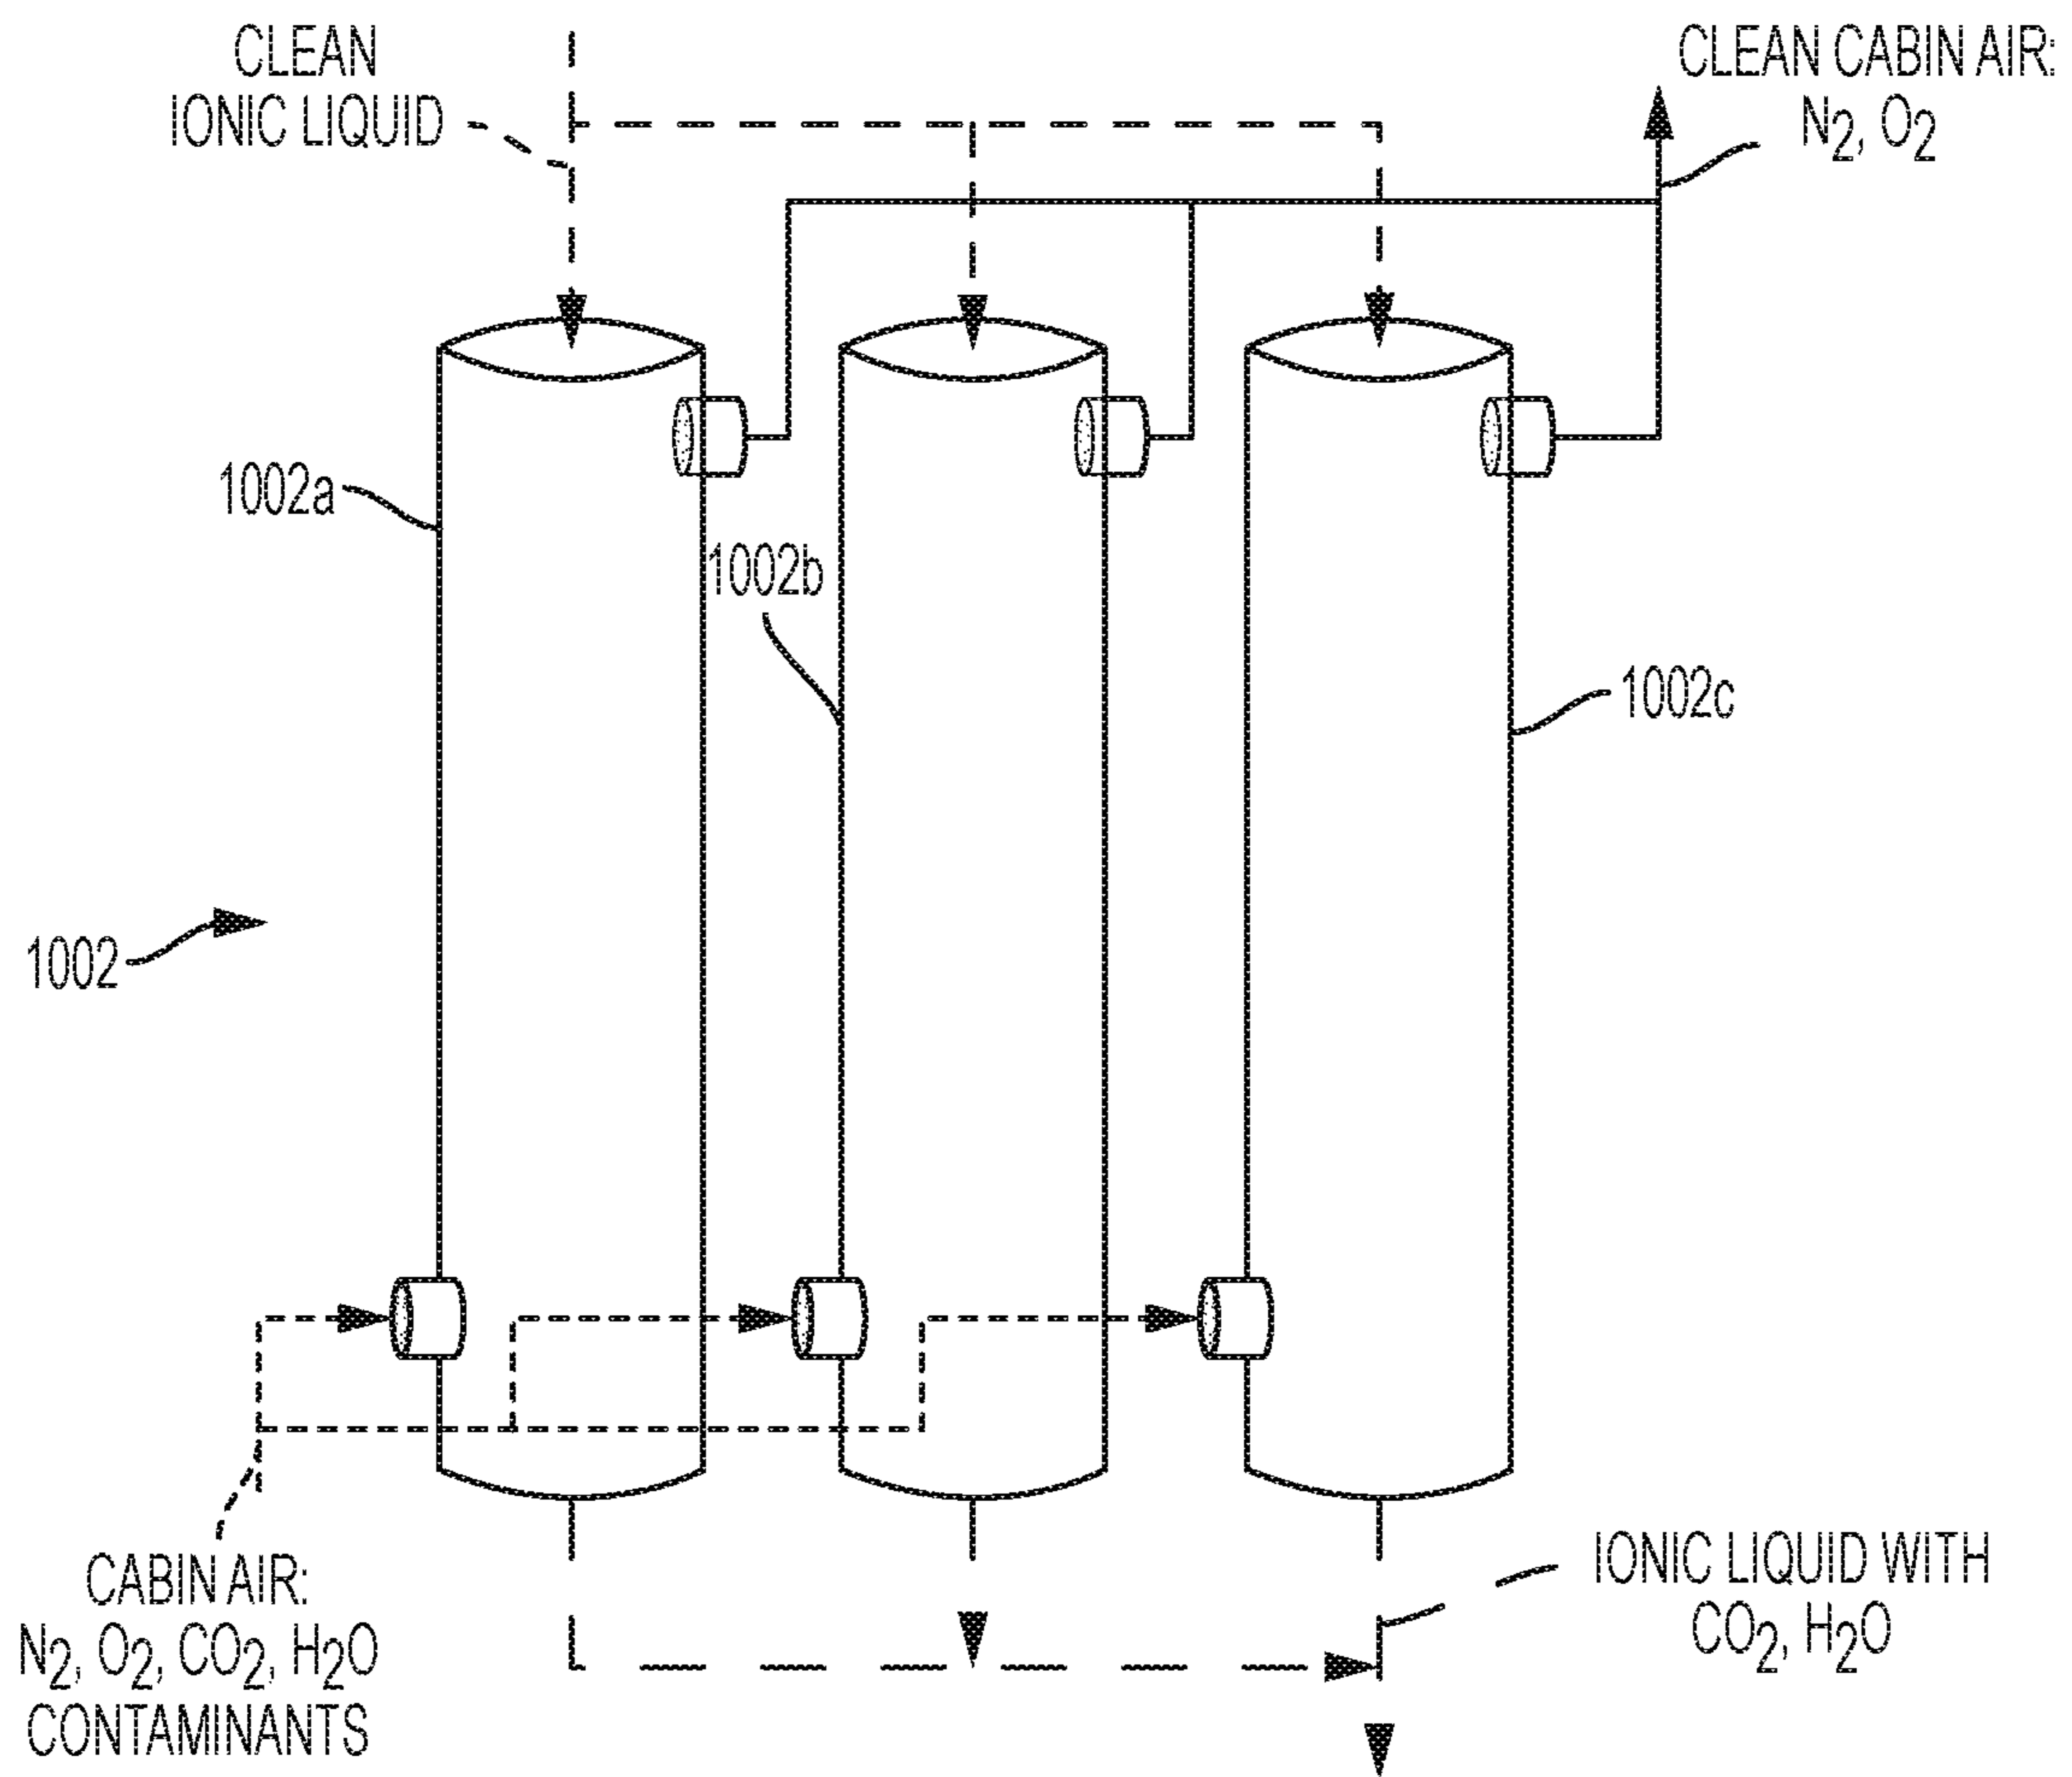 CLEAN
IONIC LIQUID
CLEAN CABIN AIR:
N2, O2
1002a
1002b
1002c
1002
CABIN AIR:
N2, O2, CO2, H2O
CONTAMINANTS
IONIC LIQUID WITH
CO2, H2O